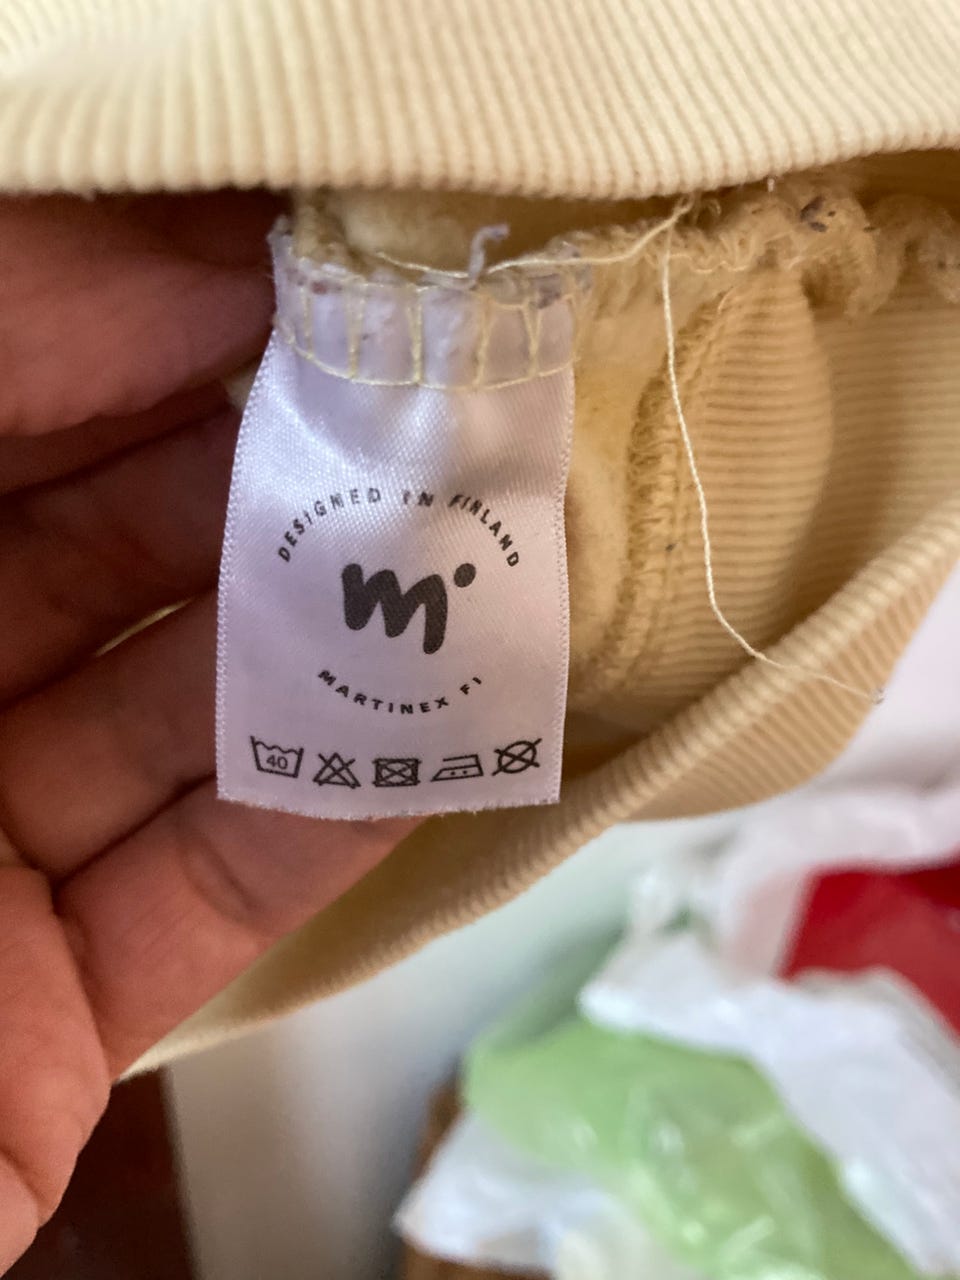 DESIGNED IN FINLAND
m
MARTINEX FI
40